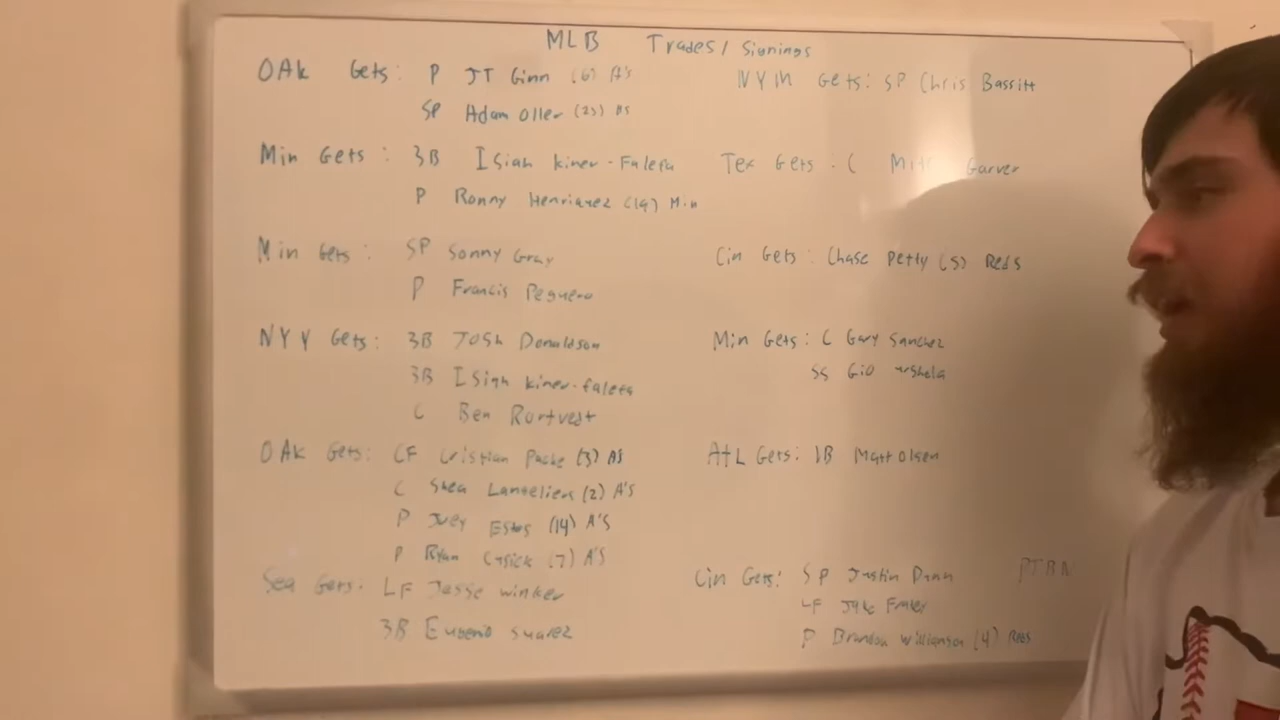 MLB Trades/Signings
OAK Gets: P JT Ginn (6) A's NYM Gets: SP Chris Bassitt
SP Adam Oller (23) A's
Min Gets: 3B Isiah kiner-Falefa Tex Gets - C Garver
P Ronny Henriquez (19) Min
Min Gets: SP Sonny Gray Cin Gets: Chase Petty (5) Reds
P Francis Peguero
NYY Gets: 3B Josh Donaldson Min Gets: C Gary Sanchez
3B Isiah kiner-falefa SS Gio urshela
C Ben Rortvedt
OAk Gets: CF Cristian Pache (3) A's AtL Gets: 1B Matt Olsen
C Shea Langeliers (2) A's
P Joey Estes (14) A's
P Ryan Cusick (7) A's
Sea Gets: LF Jesse winker Cin Gets: SP Justin Dunn PTBN
LF Jake Fraley
3B Eugenio suarez P Brandon williamson (4) Reds